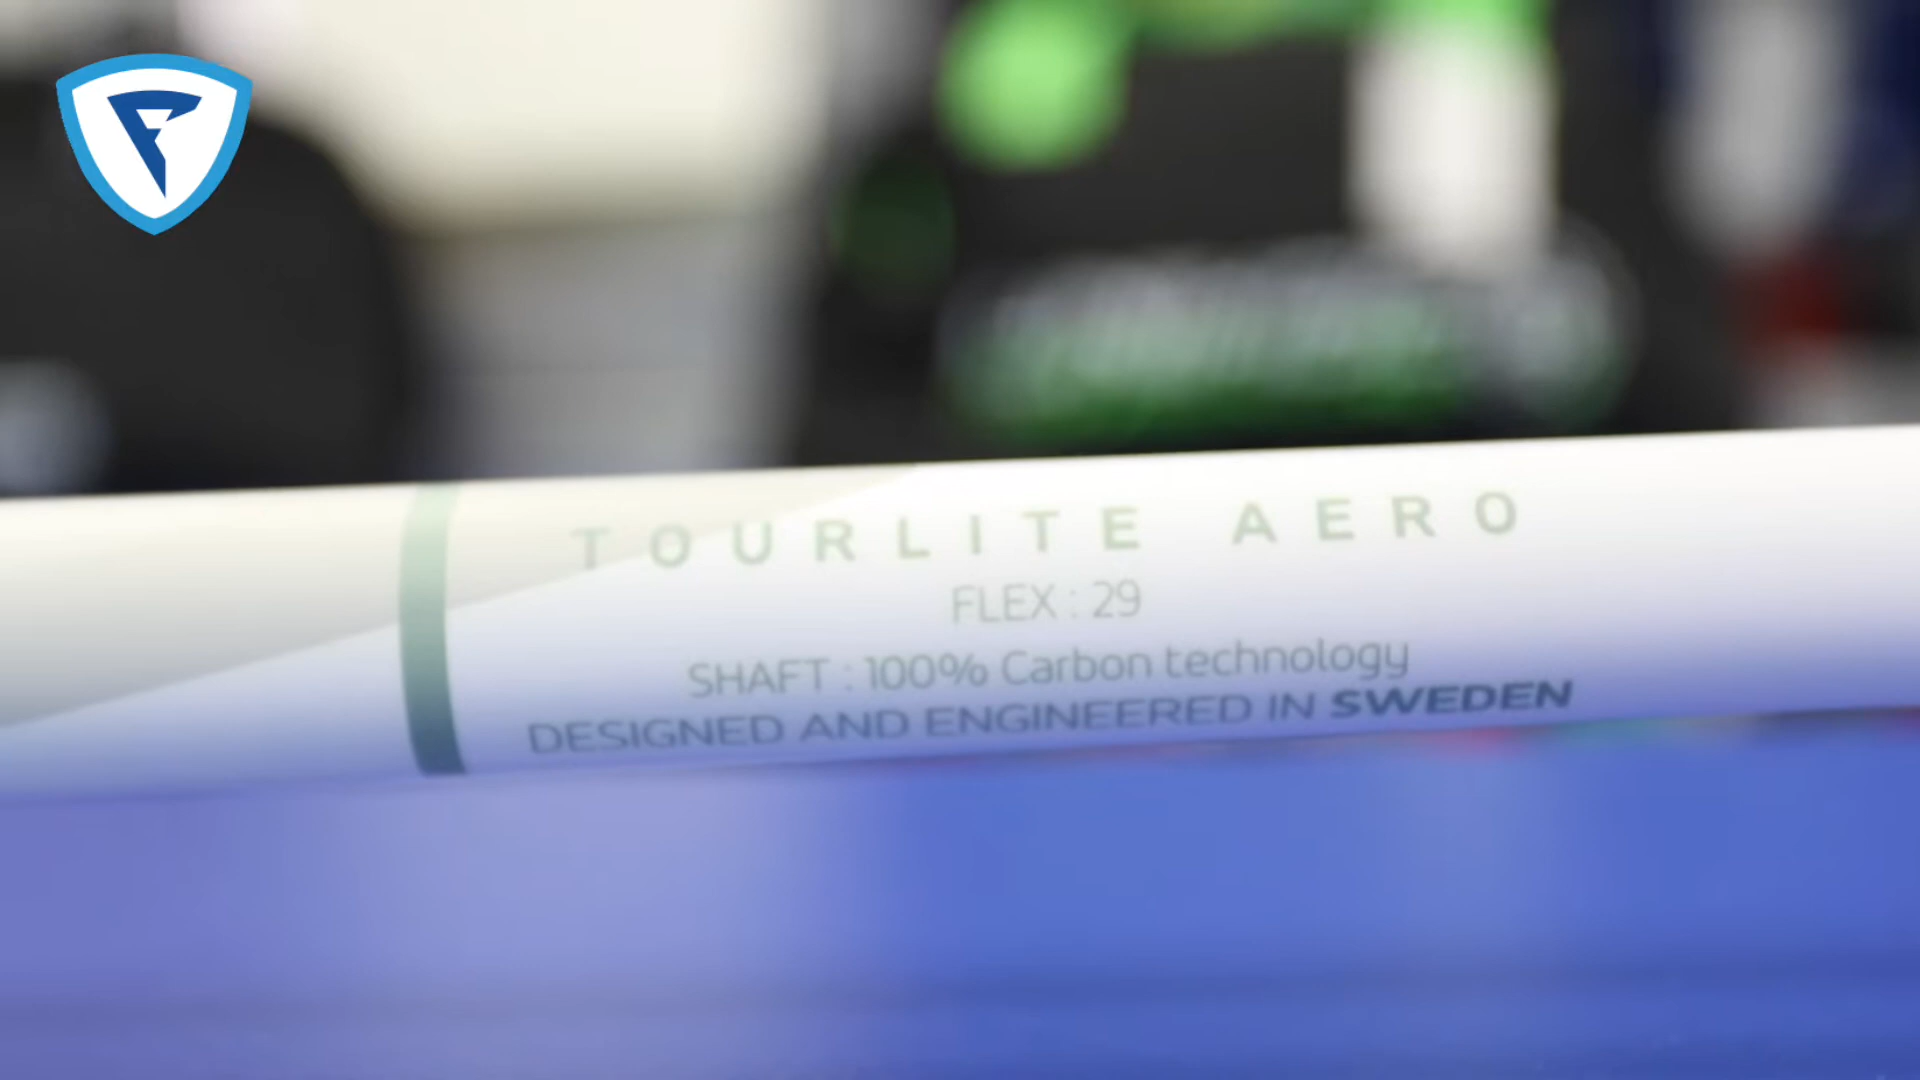 TOURLITE AERO
FLEX : 29
SHAFT : 100% Carbon technology
DESIGNED AND ENGINEERED IN SWEDEN